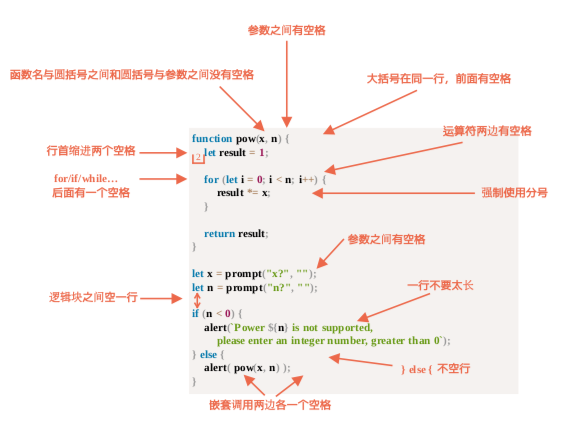 参数之间有空格
函数名与圆括号之间和圆括号与参数之间没有空格
大括号在同一行，前面有空格
function pow(x, n) {
运算符两边有空格
行首缩进两个空格
2
let result = 1;
for/if/while…
后面有一个空格
for (let i = 0; i < n; i++) {
result *= x;
强制使用分号
}
return result;
}
参数之间有空格
let x = prompt("x?", "");
let n = prompt("n?", "");
逻辑块之间空一行
一行不要太长
if (n < 0) {
alert(`Power ${n} is not supported,
please enter an integer number, greater than 0`);
} else {
} else { 不空行
alert( pow(x, n) );
}
嵌套调用两边各一个空格